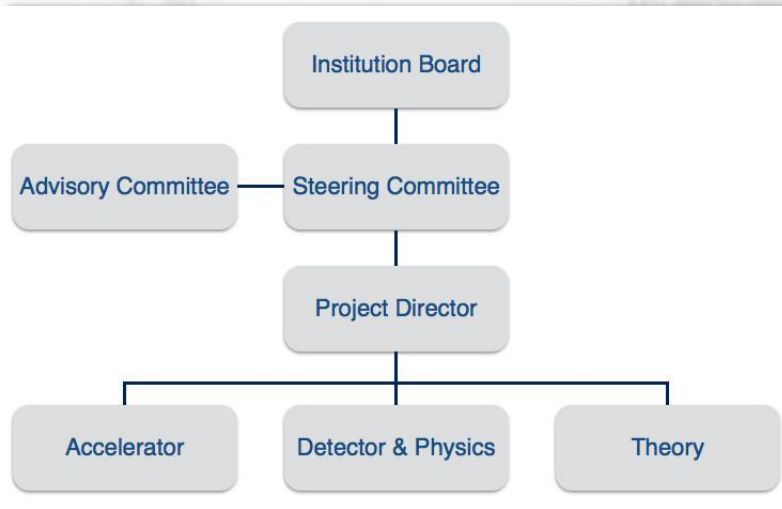 Institution Board
Advisory Committee
Steering Committee
Project Director
Accelerator
Detector & Physics
Theory